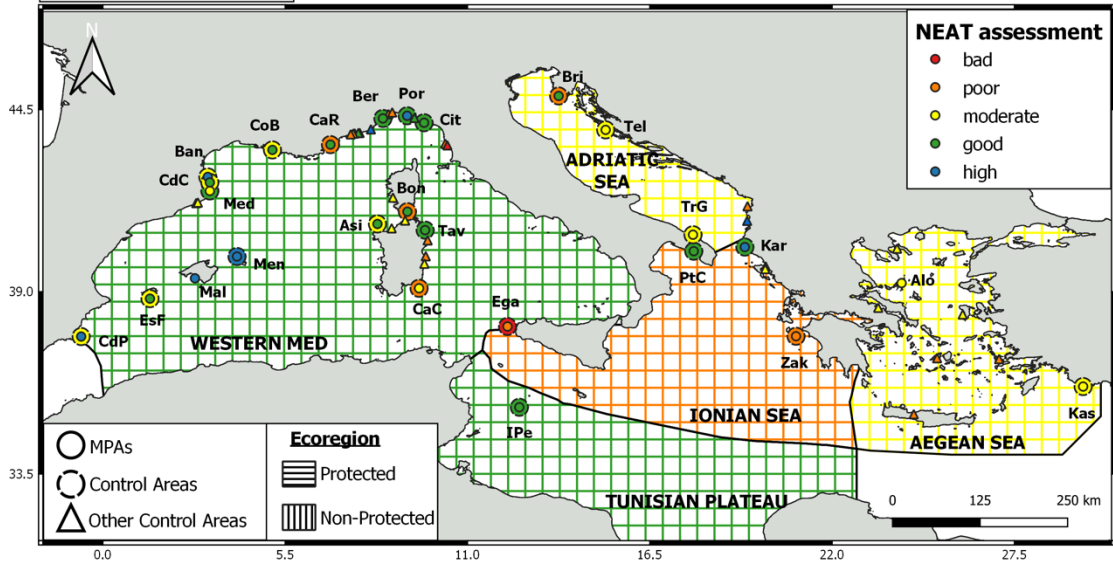 N
NEAT assessment
bad
poor
moderate
good
high
44.5
39.0
33.5
Bri
Ber
Por
Cit
CaR
CoB
Tel
Ban
CdC
Med
ADRIATIC
SEA
Bon
TrG
Asi
Tav
Kar
PtC
Men
Mal
Alo
CaC
Ega
EsF
CdP
WESTERN MED
Zak
IPe
IONIAN SEA
Kas
AEGEAN SEA
TUNISIAN PLATEAU
MPAs
Control Areas
Other Control Areas
Ecoregion
Protected
Non-Protected
0 125 250 km
0.0 5.5 11.0 16.5 22.0 27.5